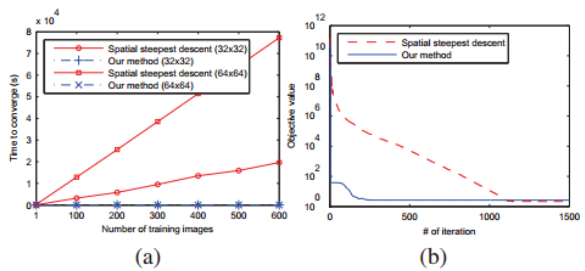 x 10^4
8
7
6
5
4
3
2
1
0
Time to converge (s)
Spatial steepest descent (32x32)
Our method (32x32)
Spatial steepest descent (64x64)
Our method (64x64)
1 100 200 300 400 500 600
Number of training images
(a)
10^12
10^10
10^8
10^6
10^4
10^2
10^0
Objective value
Spatial steepest descent
Our method
0 500 1000 1500
# of iteration
(b)